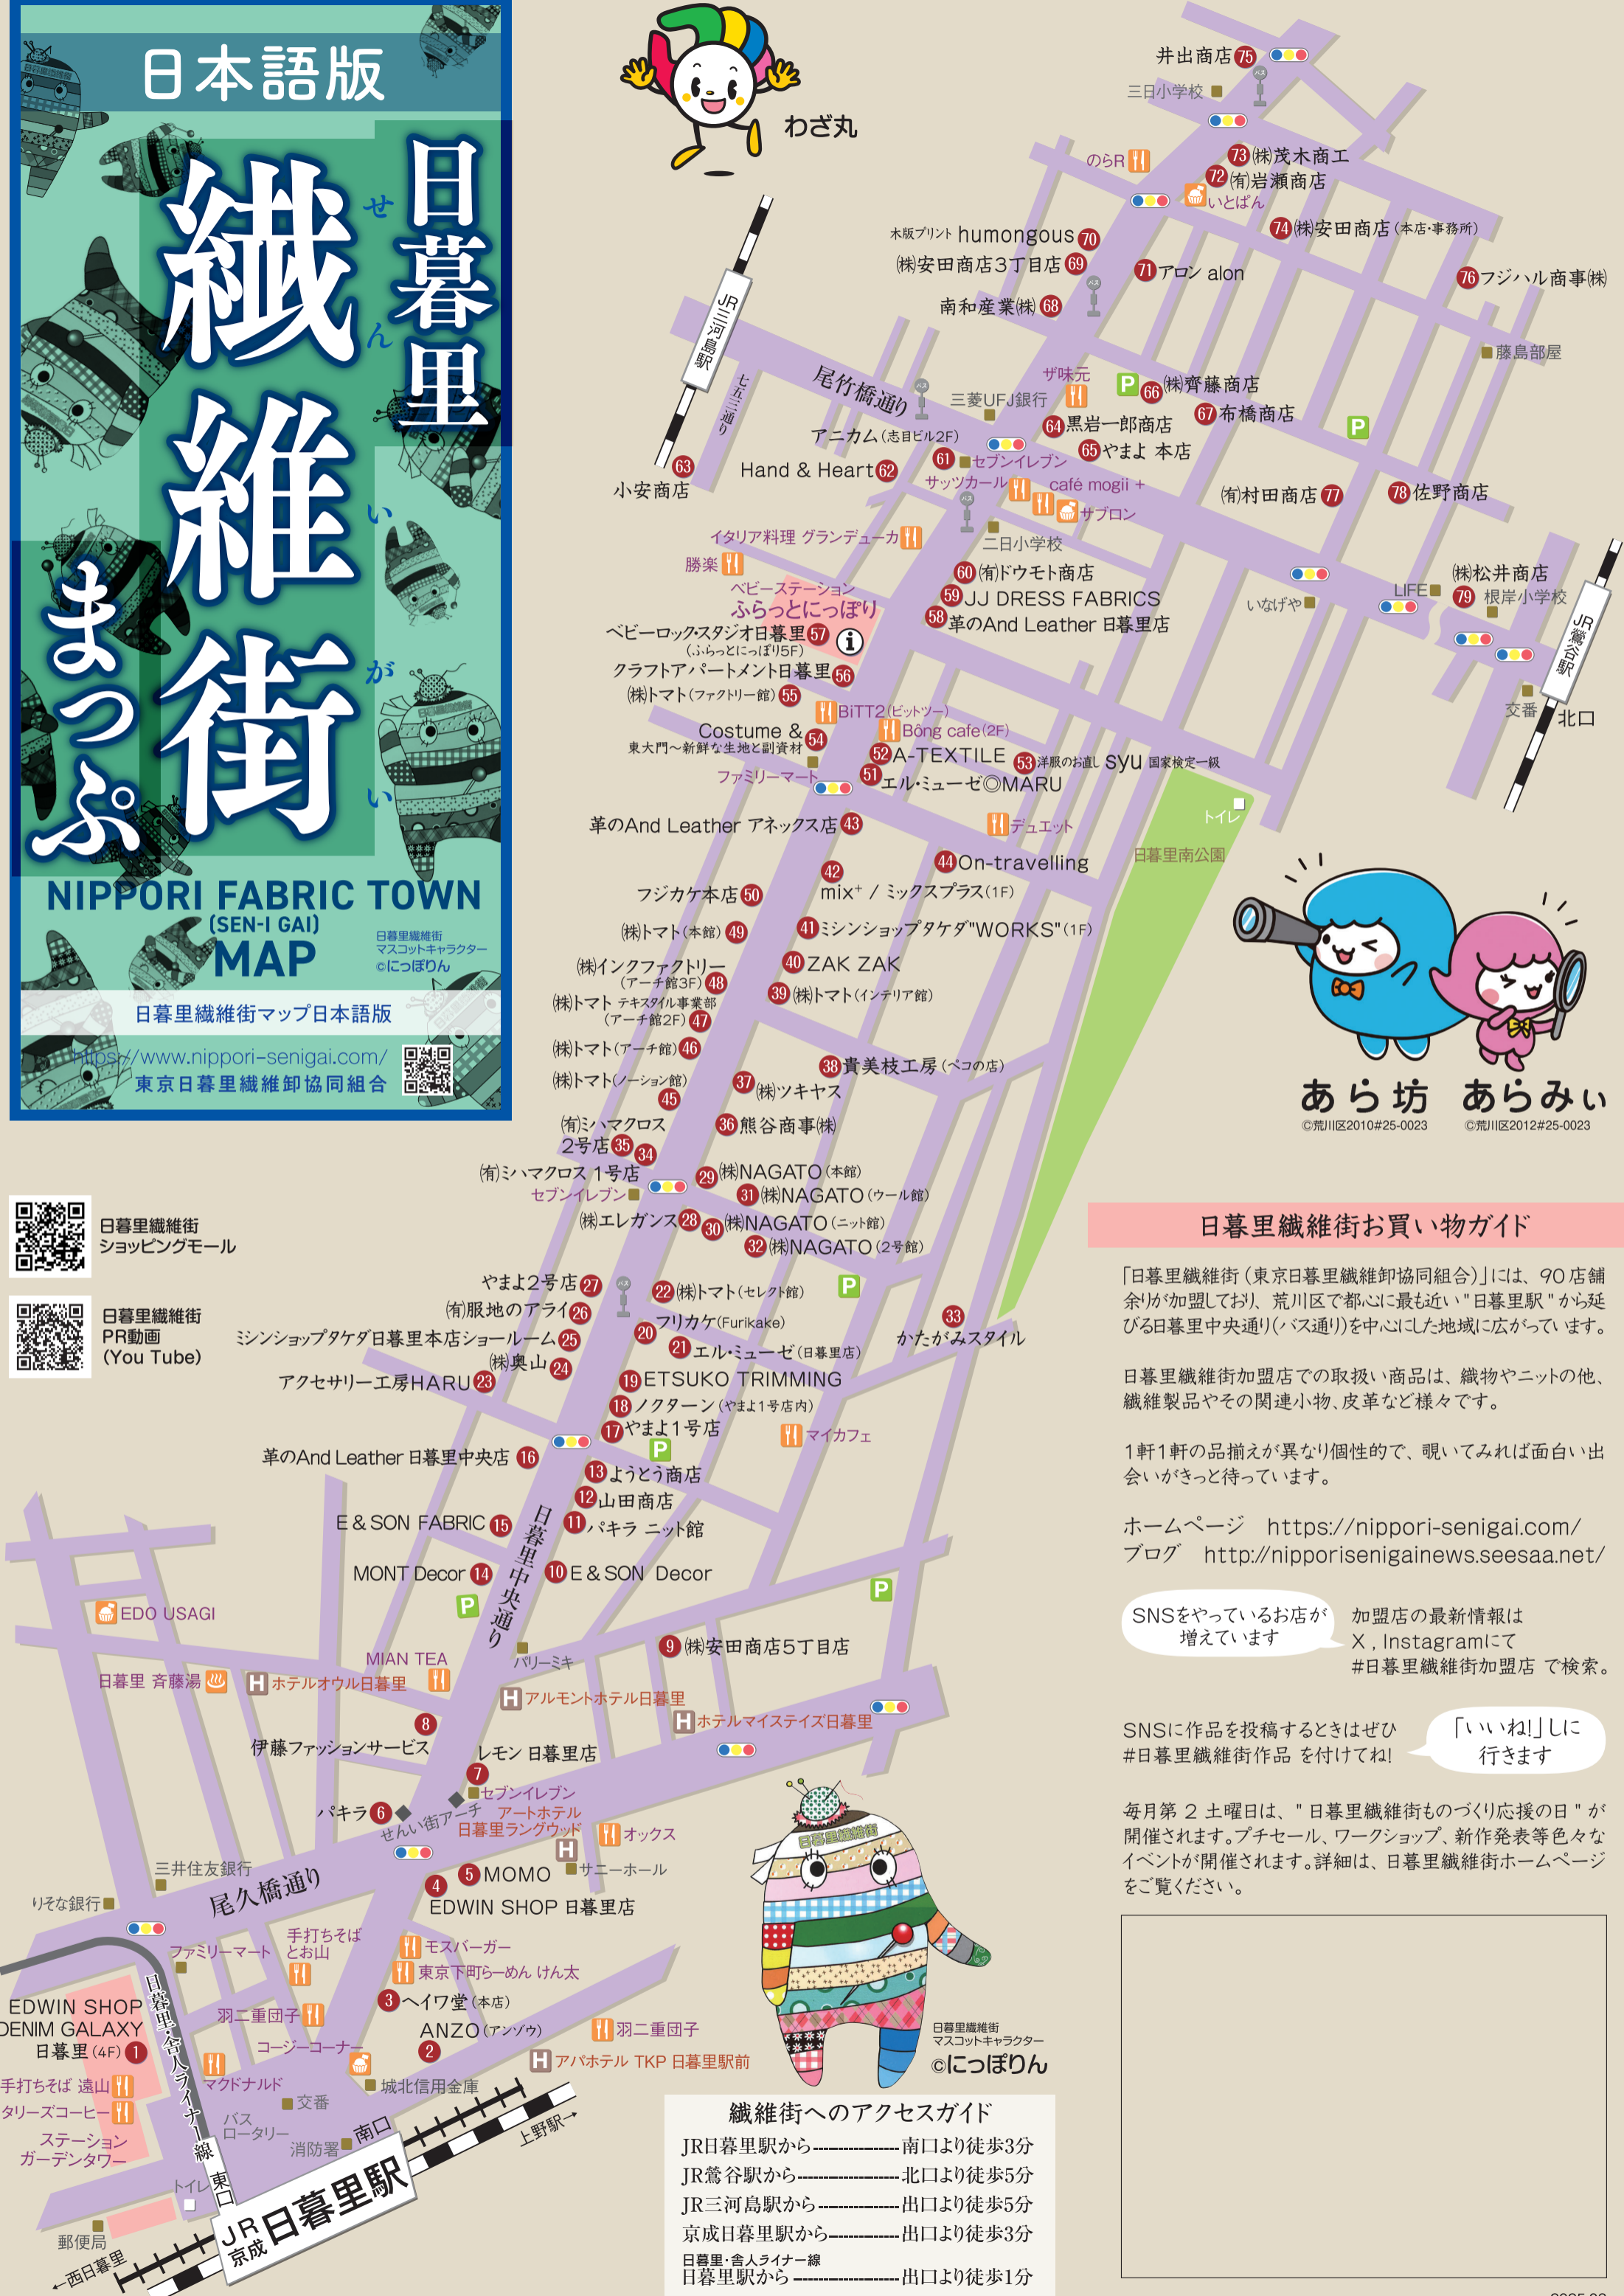 日本語版
日暮里
繊維街
せんいがい
まっぷ
NIPPORI FABRIC TOWN
(SEN-I GAI)
MAP
日暮里繊維街
マスコットキャラクター
©にっぽりん
日暮里繊維街マップ日本語版
https://www.nippori-senigai.com/
東京日暮里繊維卸協同組合
わざ丸
井出商店 75
三日小学校
バス
のらR
73 ㈱茂木商工
72 ㈲岩瀬商店
いとぱん
74 ㈱安田商店(本店・事務所)
木版プリント humongous 70
㈱安田商店3丁目店 69
71 アロン alon
76 フジハル商事㈱
バス
南和産業㈱ 68
JR三河島駅
藤島部屋
七五三通り
尾竹橋通り
バス
三菱UFJ銀行
ザ味元
P
66 ㈱齊藤商店
67 布橋商店
P
64 黒岩一郎商店
アニカム(志目ビル2F)
61
65 やまよ 本店
63
小安商店
Hand & Heart 62
セブンイレブン
サッツカール
café mogii +
サブロン
バス
㈲村田商店 77
78 佐野商店
イタリア料理 グランデューカ
二日小学校
勝楽
60 ㈲ドウモト商店
59 JJ DRESS FABRICS
58 革のAnd Leather 日暮里店
いなげや
LIFE
㈱松井商店
79 根岸小学校
JR鶯谷駅
交番
北口
ベビーステーション
ふらっとにっぽり
ベビーロック・スタジオ日暮里 57
(ふらっとにっぽり5F)
i
クラフトアパートメント日暮里 56
㈱トマト(ファクトリー館) 55
BiTT2(ビットツー)
Costume & 54
東大門～新鮮な生地と副資材
Bông cafe(2F)
52 A-TEXTILE
53 洋服のお直し syu 国家検定一級
ファミリーマート
51 エル・ミューゼ◎MARU
トイレ
革のAnd Leather アネックス店 43
デュエット
日暮里南公園
42
mix⁺ / ミックスプラス(1F)
44 On-travelling
フジカケ本店 50
㈱トマト(本館) 49
41 ミシンショップタケダ"WORKS"(1F)
㈱インクファクトリー
(アーチ館3F) 48
40 ZAK ZAK
39 ㈱トマト(インテリア館)
㈱トマト テキスタイル事業部
(アーチ館2F) 47
㈱トマト(アーチ館) 46
38 貴美枝工房(ペコの店)
㈱トマト(ノーション館)
45
37
㈱ツキヤス
㈲ミハマクロス
2号店 35
34
36 熊谷商事㈱
㈲ミハマクロス 1号店
セブンイレブン
29 ㈱NAGATO(本館)
31 ㈱NAGATO(ウール館)
㈱エレガンス 28
30 ㈱NAGATO(ニット館)
32 ㈱NAGATO(2号館)
やまよ2号店 27
バス
22 ㈱トマト(セレクト館)
P
㈲服地のアライ 26
20
フリカケ(Furikake)
ミシンショップタケダ日暮里本店ショールーム 25
21 エル・ミューゼ(日暮里店)
33
かたがみスタイル
㈱奥山 24
アクセサリー工房HARU 23
19 ETSUKO TRIMMING
18 ノクターン(やまよ1号店内)
17 やまよ1号店
P
マイカフェ
革のAnd Leather 日暮里中央店 16
13 ようとう商店
12 山田商店
11 パキラ ニット館
日暮里中央通り
E & SON FABRIC 15
MONT Decor 14
10 E & SON Decor
P
P
EDO USAGI
9 ㈱安田商店5丁目店
パリーミキ
MIAN TEA
日暮里 斉藤湯
H ホテルオウル日暮里
H アルモントホテル日暮里
H ホテルマイステイズ日暮里
8
伊藤ファッションサービス
レモン 日暮里店
7
セブンイレブン
パキラ 6
せんい街アーチ
アートホテル
日暮里ラングウッド
H
オックス
サニーホール
三井住友銀行
尾久橋通り
5 MOMO
4
EDWIN SHOP 日暮里店
りそな銀行
ファミリーマート
手打ちそば
とお山
モスバーガー
東京下町らーめん けん太
3 ヘイワ堂(本店)
ANZO(アンゾウ)
2
羽二重団子
羽二重団子
EDWIN SHOP
DENIM GALAXY
日暮里(4F) 1
日暮里・舎人ライナー線
コージーコーナー
H アパホテル TKP 日暮里駅前
手打ちそば 遠山
タリーズコーヒー
マクドナルド
城北信用金庫
交番
ステーション
ガーデンタワー
バス
ロータリー
消防署
南口
上野駅→
トイレ
東口
JR
京成
日暮里駅
郵便局
←西日暮里
日暮里繊維街
ショッピングモール
日暮里繊維街
PR動画
(You Tube)
あら坊
©荒川区2010#25-0023
あらみぃ
©荒川区2012#25-0023
日暮里繊維街お買い物ガイド
「日暮里繊維街(東京日暮里繊維卸協同組合)」には、90店舗
余りが加盟しており、荒川区で都心に最も近い"日暮里駅"から延
びる日暮里中央通り(バス通り)を中心にした地域に広がっています。
日暮里繊維街加盟店での取扱い商品は、織物やニットの他、
繊維製品やその関連小物、皮革など様々です。
1軒1軒の品揃えが異なり個性的で、覗いてみれば面白い出
会いがきっと待っています。
ホームページ https://nippori-senigai.com/
ブログ http://nipporisenigainews.seesaa.net/
SNSをやっているお店が
増えています
加盟店の最新情報は
X , Instagramにて
#日暮里繊維街加盟店 で検索。
SNSに作品を投稿するときはぜひ
#日暮里繊維街作品 を付けてね!
「いいね!」しに
行きます
毎月第 2 土曜日は、"日暮里繊維街ものづくり応援の日"が
開催されます。プチセール、ワークショップ、新作発表等色々な
イベントが開催されます。詳細は、日暮里繊維街ホームページ
をご覧ください。
日暮里繊維街
日暮里繊維街
マスコットキャラクター
©にっぽりん
繊維街へのアクセスガイド
JR日暮里駅から----------------南口より徒歩3分
JR鶯谷駅から-------------------北口より徒歩5分
JR三河島駅から---------------出口より徒歩5分
京成日暮里駅から-------------出口より徒歩3分
日暮里・舎人ライナー線
日暮里駅から--------------------出口より徒歩1分